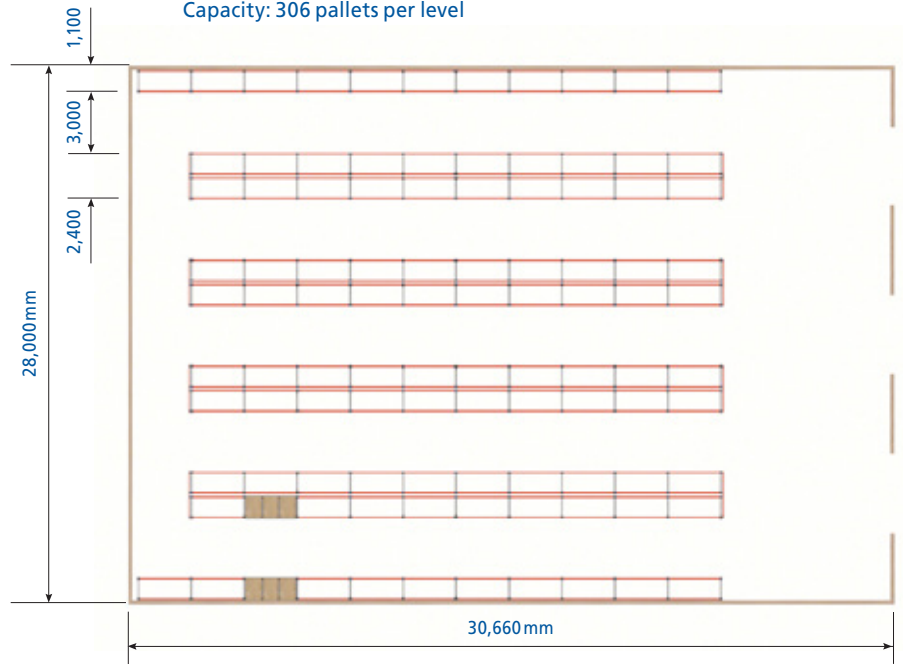 Capacity: 306 pallets per level
1,100
3,000
2,400
28,000mm
30,660mm